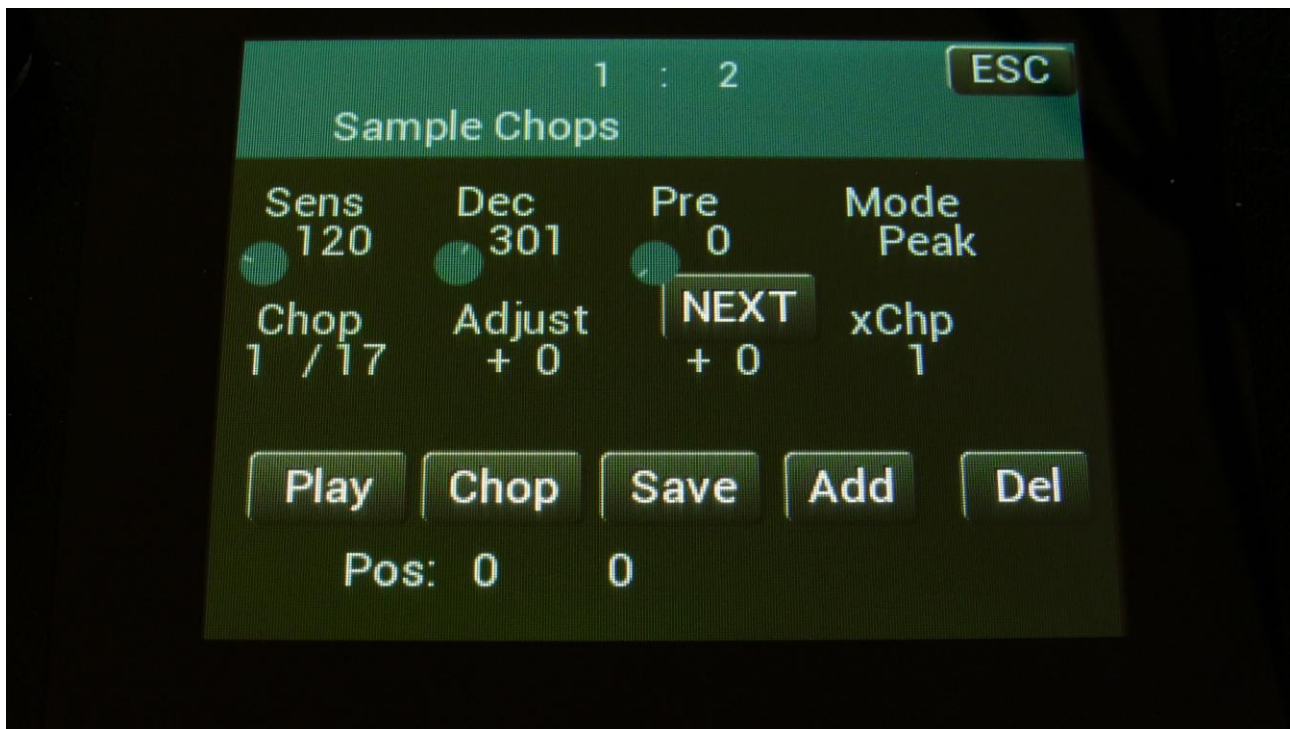 1 : 2 ESC
Sample Chops
Sens Dec Pre Mode
120 301 0 Peak
NEXT
Chop Adjust xChp
1 /17 + 0 + 0 1
Play Chop Save Add Del
Pos: 0 0